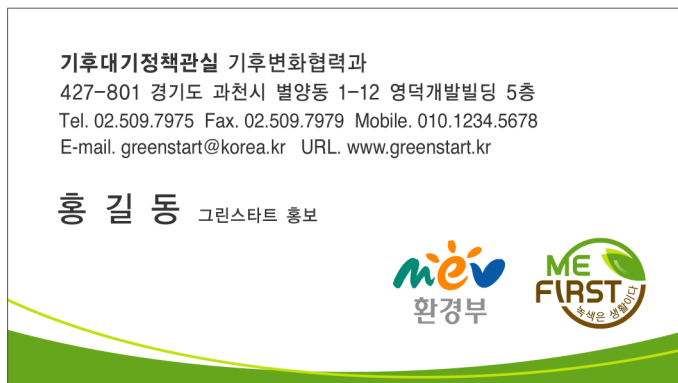 기후대기정책관실 기후변화협력과
427-801 경기도 과천시 별양동 1-12 영덕개발빌딩 5층
Tel. 02.509.7975 Fax. 02.509.7979 Mobile. 010.1234.5678
E-mail. greenstart@korea.kr URL. www.greenstart.kr
홍 길 동 그린스타트 홍보
mev
환경부
ME
FIRST
녹색은 생활이다